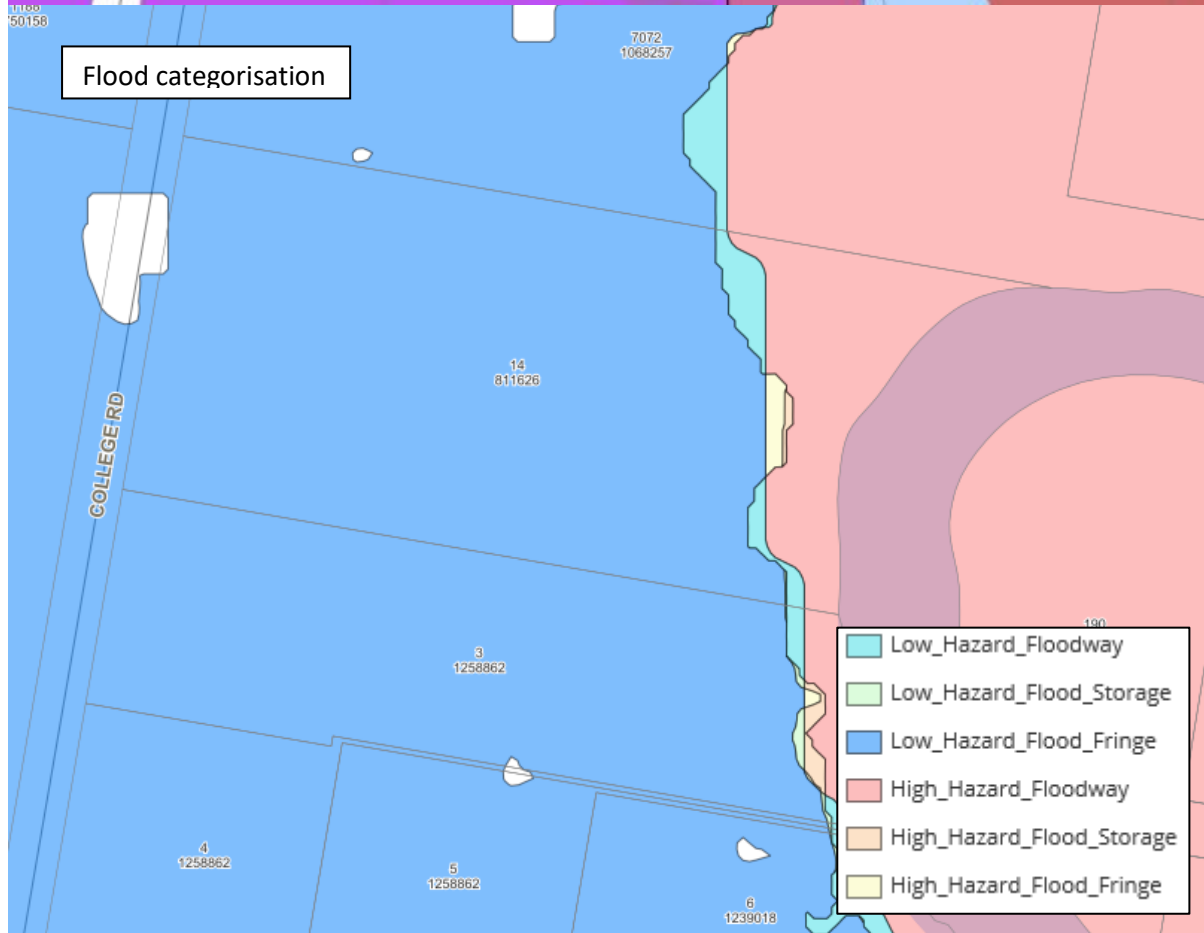 750158
7072
1068257
Flood categorisation
14
811626
COLLEGE RD
3
1258862
190
Low_Hazard_Floodway
Low_Hazard_Flood_Storage
Low_Hazard_Flood_Fringe
High_Hazard_Floodway
High_Hazard_Flood_Storage
High_Hazard_Flood_Fringe
4
1258862
5
1258862
6
1239018